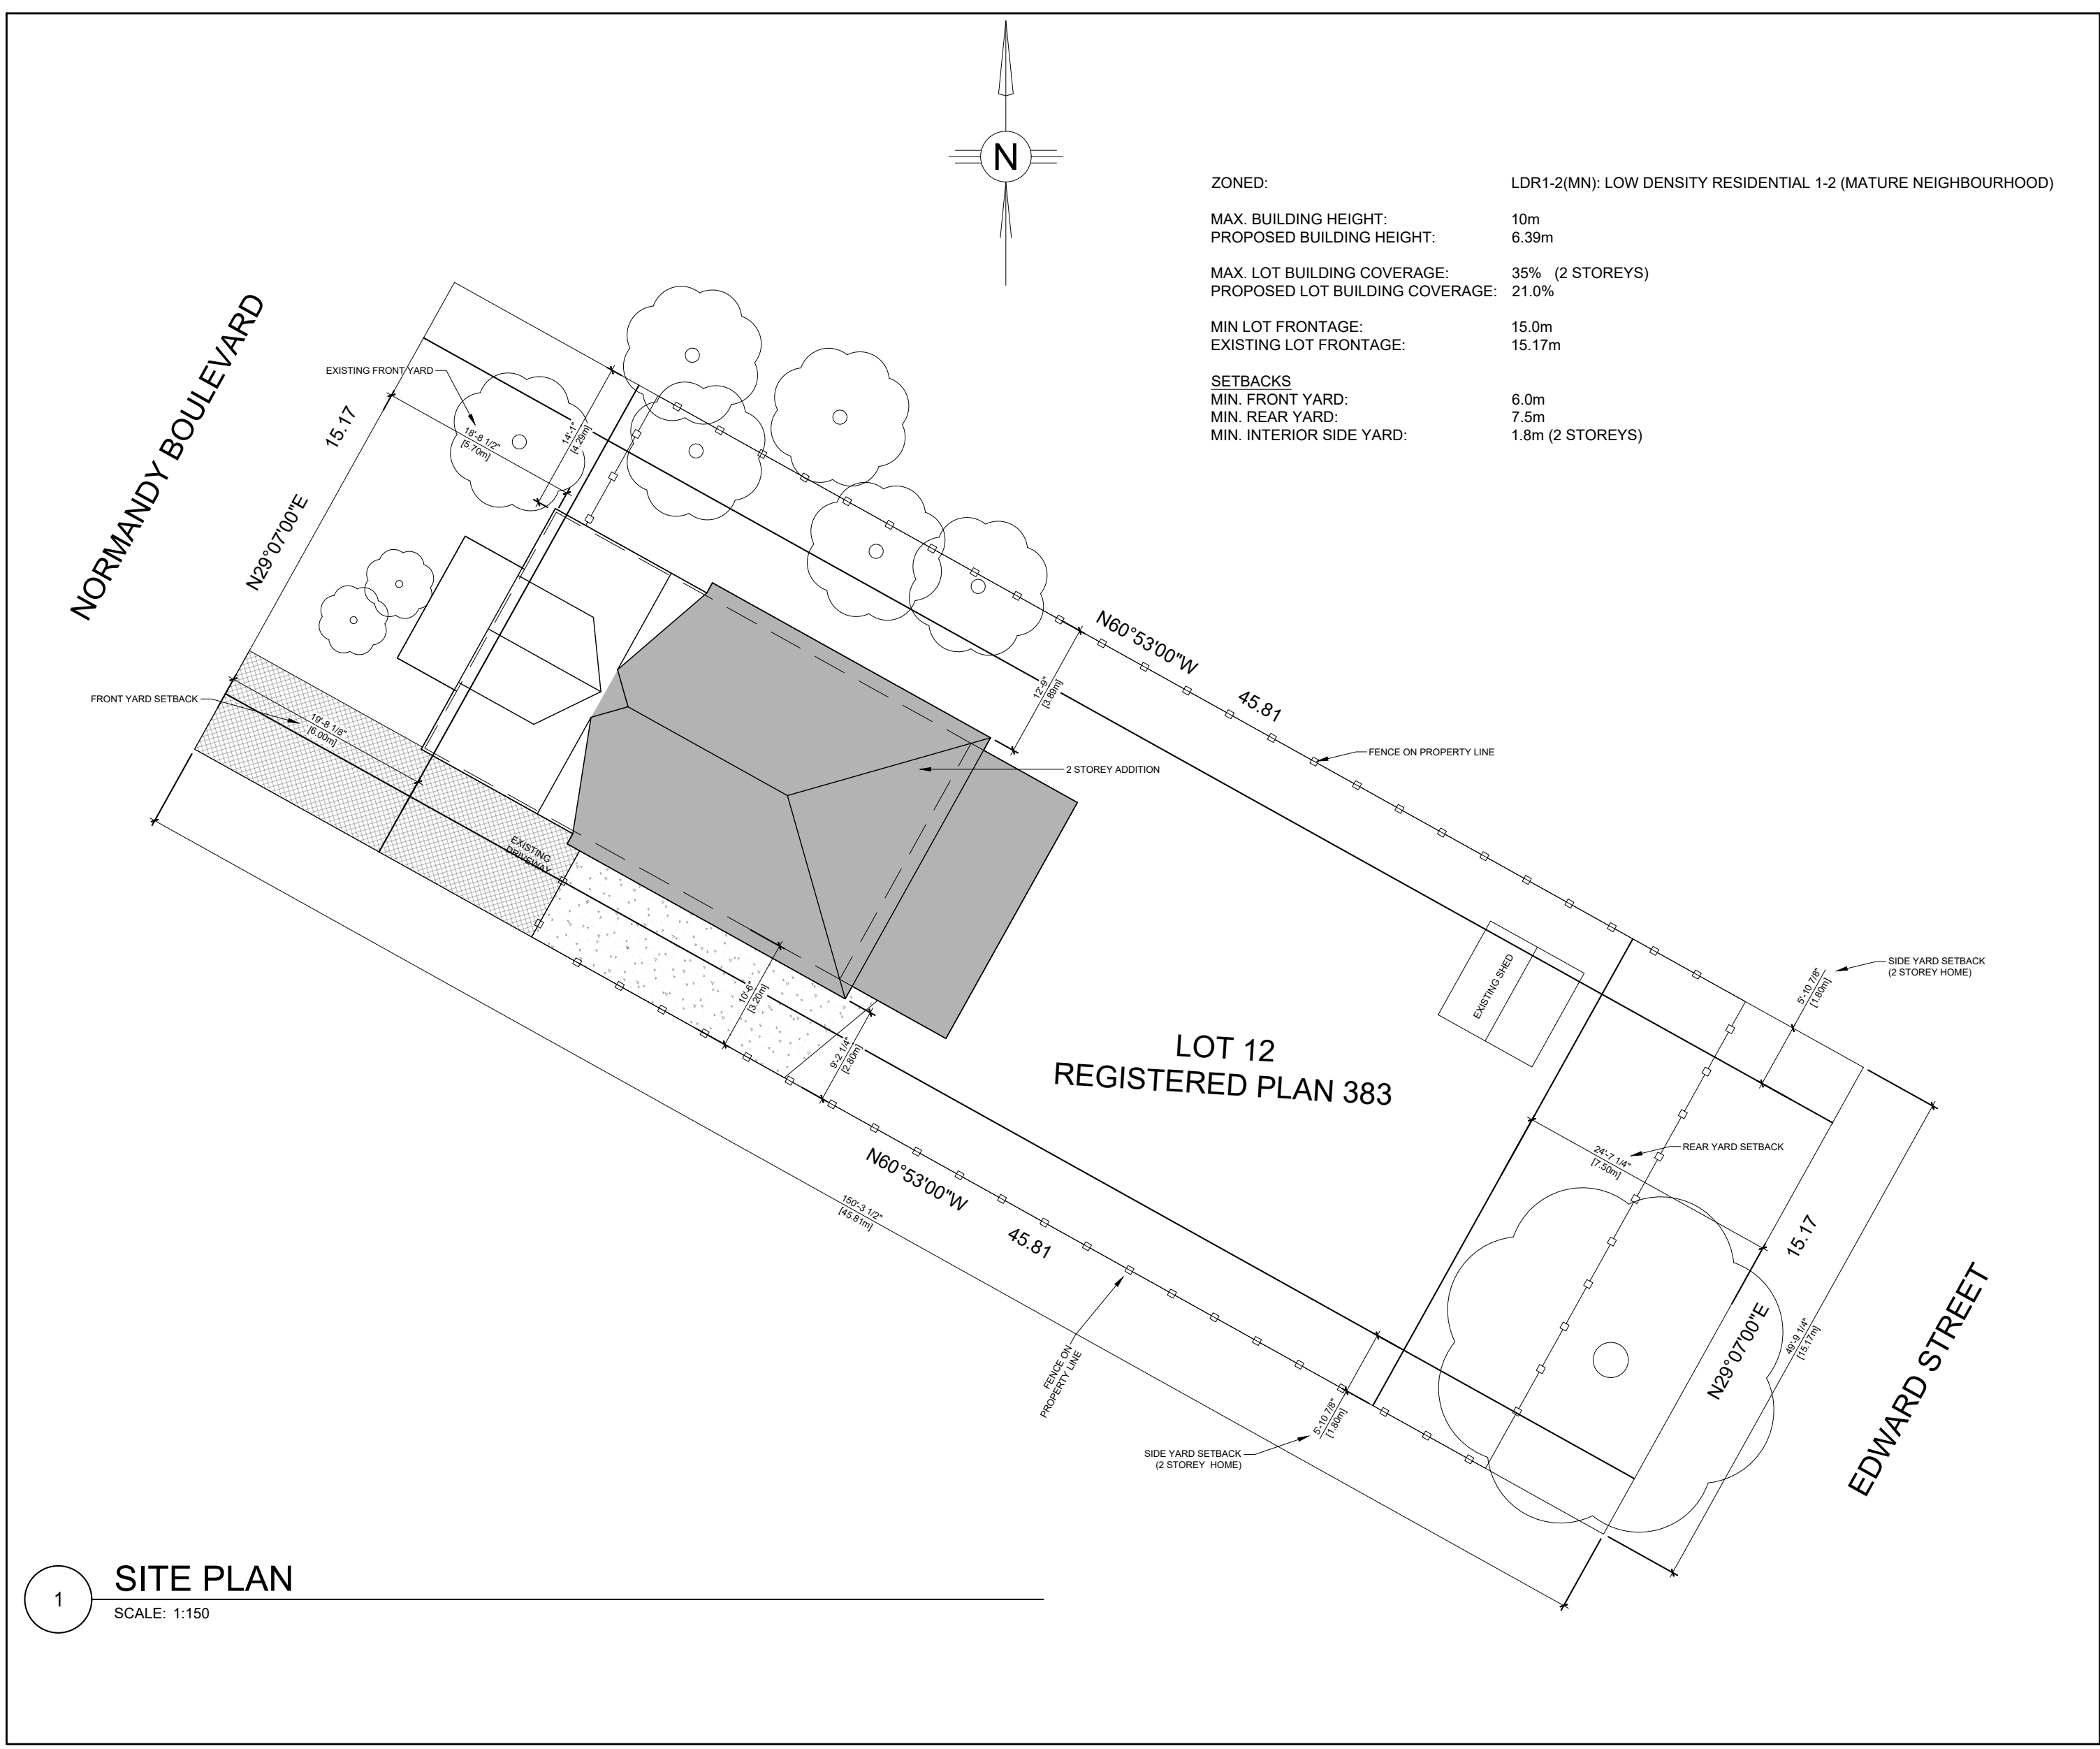 N
ZONED: LDR1-2(MN): LOW DENSITY RESIDENTIAL 1-2 (MATURE NEIGHBOURHOOD)
MAX. BUILDING HEIGHT: 10m
PROPOSED BUILDING HEIGHT: 6.39m
MAX. LOT BUILDING COVERAGE: 35% (2 STOREYS)
PROPOSED LOT BUILDING COVERAGE: 21.0%
MIN LOT FRONTAGE: 15.0m
EXISTING LOT FRONTAGE: 15.17m
SETBACKS
MIN. FRONT YARD: 6.0m
MIN. REAR YARD: 7.5m
MIN. INTERIOR SIDE YARD: 1.8m (2 STOREYS)
NORMANDY BOULEVARD
EXISTING FRONT YARD
15.17
18'-8 1/2"
[5.70m]
14'-1"
[4.29m]
N29°07'00"E
FRONT YARD SETBACK
19'-8 1/8"
[6.00m]
EXISTING
DRIVEWAY
N60°53'00"W
45.81
12'-9"
[3.89m]
FENCE ON PROPERTY LINE
2 STOREY ADDITION
10'-6"
[3.20m]
9'-2 1/4"
[2.80m]
EXISTING SHED
SIDE YARD SETBACK
(2 STOREY HOME)
5'-10 7/8"
[1.80m]
LOT 12
REGISTERED PLAN 383
REAR YARD SETBACK
24'-7 1/4"
[7.50m]
N60°53'00"W
45.81
150'-3 1/2"
[45.81m]
15.17
N29°07'00"E
49'-9 1/4"
[15.17m]
EDWARD STREET
FENCE ON
PROPERTY LINE
5'-10 7/8"
[1.80m]
SIDE YARD SETBACK
(2 STOREY HOME)
1
SITE PLAN
SCALE: 1:150